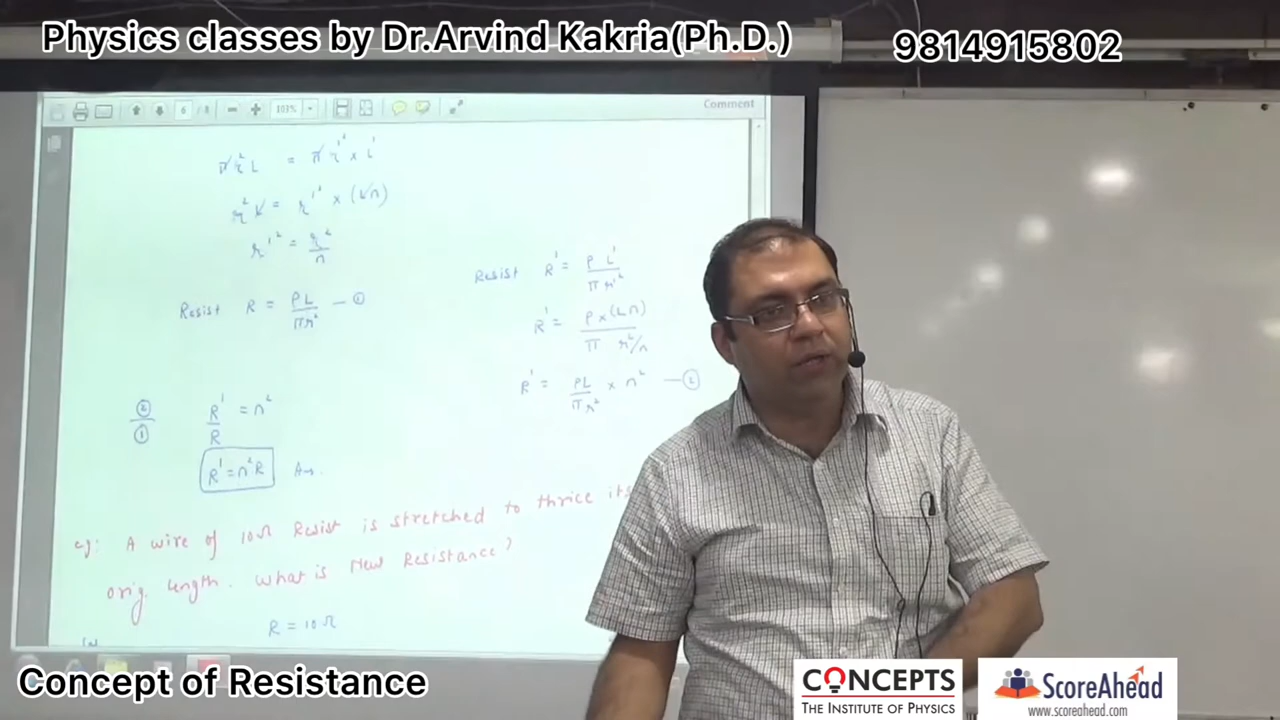 Physics classes by Dr.Arvind Kakria(Ph.D.)
9814915802
6 / 8
103%
Comment
πr²L = πr'² × L'
r²L = r'² × (Ln)
r'² = r²/n
Resist R = ρL/πr² — ①
Resist R' = ρL'/πr'²
R' = ρ×(Ln)/π r²/n
R' = ρL/πr² × n² — ②
②/① R'/R = n²
R' = n²R Ans.
eg: A wire of 10Ω Resist is stretched to thrice its
orig. length. What is New Resistance?
R = 10Ω
Concept of Resistance
CONCEPTS
THE INSTITUTE OF PHYSICS
ScoreAhead
www.scoreahead.com